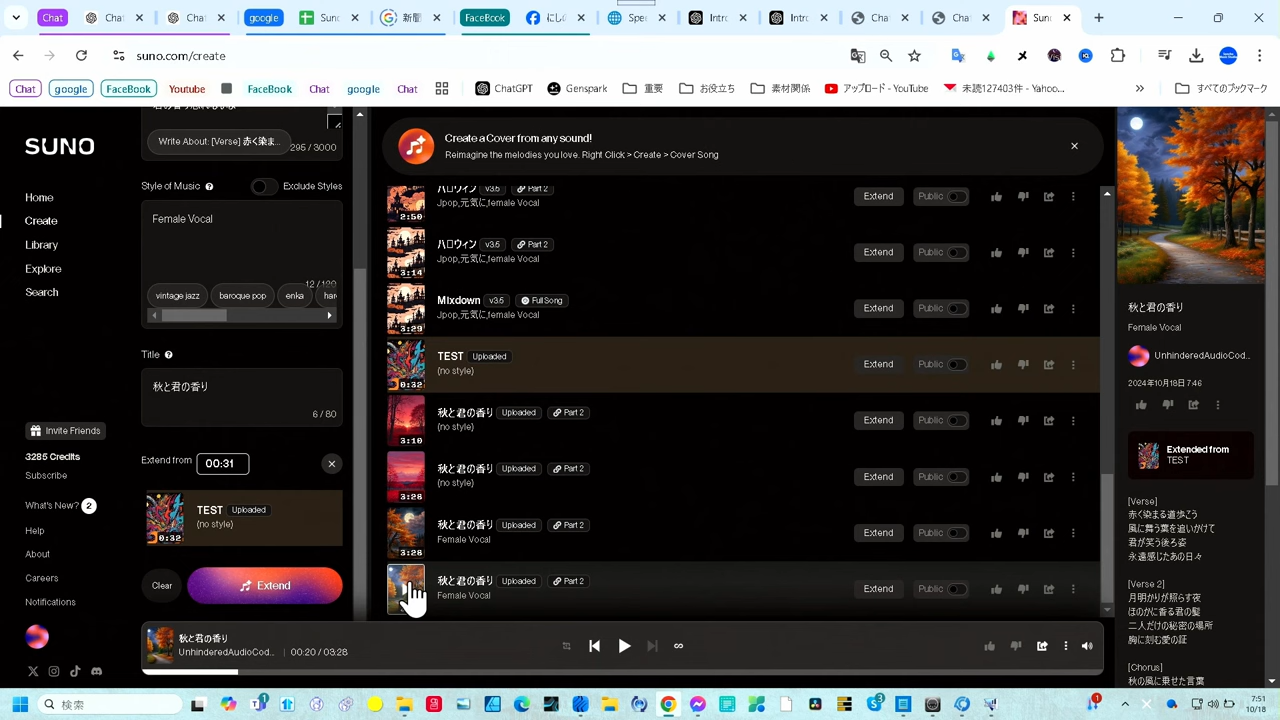 Chat
Chat
Chat
google
Suno
新聞
FaceBook
にし
Spe
Intro
Intro
Cha
Cha
Suno
suno.com/create
Chat
google
FaceBook
Youtube
FaceBook
Chat
google
Chat
ChatGPT
Genspark
重要
お役立ち
素材関係
アップロード - YouTube
未読127403件 - Yahoo...
すべてのブックマーク
SUNO
Home
Create
Library
Explore
Search
Invite Friends
3285 Credits
Subscribe
What's New? 2
Help
About
Careers
Notifications
Write About: [Verse] 赤く染ま...
295 / 3000
Style of Music
Exclude Styles
Female Vocal
vintage jazz
baroque pop
enka
Title
秋と君の香り
6 / 80
Extend from 00:31
TEST Uploaded
(no style)
Clear
Extend
Create a Cover from any sound!
Reimagine the melodies you love. Right Click > Create > Cover Song
ハロウィン v3.5 Part 2
Jpop,元気に,female Vocal
2:50
Extend Public
ハロウィン v3.5 Part 2
Jpop,元気に,female Vocal
3:14
Extend Public
Mixdown v3.5 Full Song
Jpop,元気に,female Vocal
3:29
Extend Public
TEST Uploaded
(no style)
0:32
Extend Public
秋と君の香り Uploaded Part 2
(no style)
3:10
Extend Public
秋と君の香り Uploaded Part 2
(no style)
3:28
Extend Public
秋と君の香り Uploaded Part 2
Female Vocal
3:28
Extend Public
秋と君の香り Uploaded Part 2
Female Vocal
Extend Public
秋と君の香り
UnhinderedAudioCod...
00:20 / 03:28
秋と君の香り
Female Vocal
UnhinderedAudioCod...
2024年10月18日 7:46
Extended from
TEST
[Verse]
赤く染まる道歩こう
風に舞う葉を追いかけて
君が笑う後ろ姿
永遠感じたあの日々
[Verse 2]
月明かりが照らす夜
ほのかに香る君の髪
二人だけの秘密の場所
胸に刻む愛の証
[Chorus]
秋の風に乗せた言葉
検索
7:51
10/18